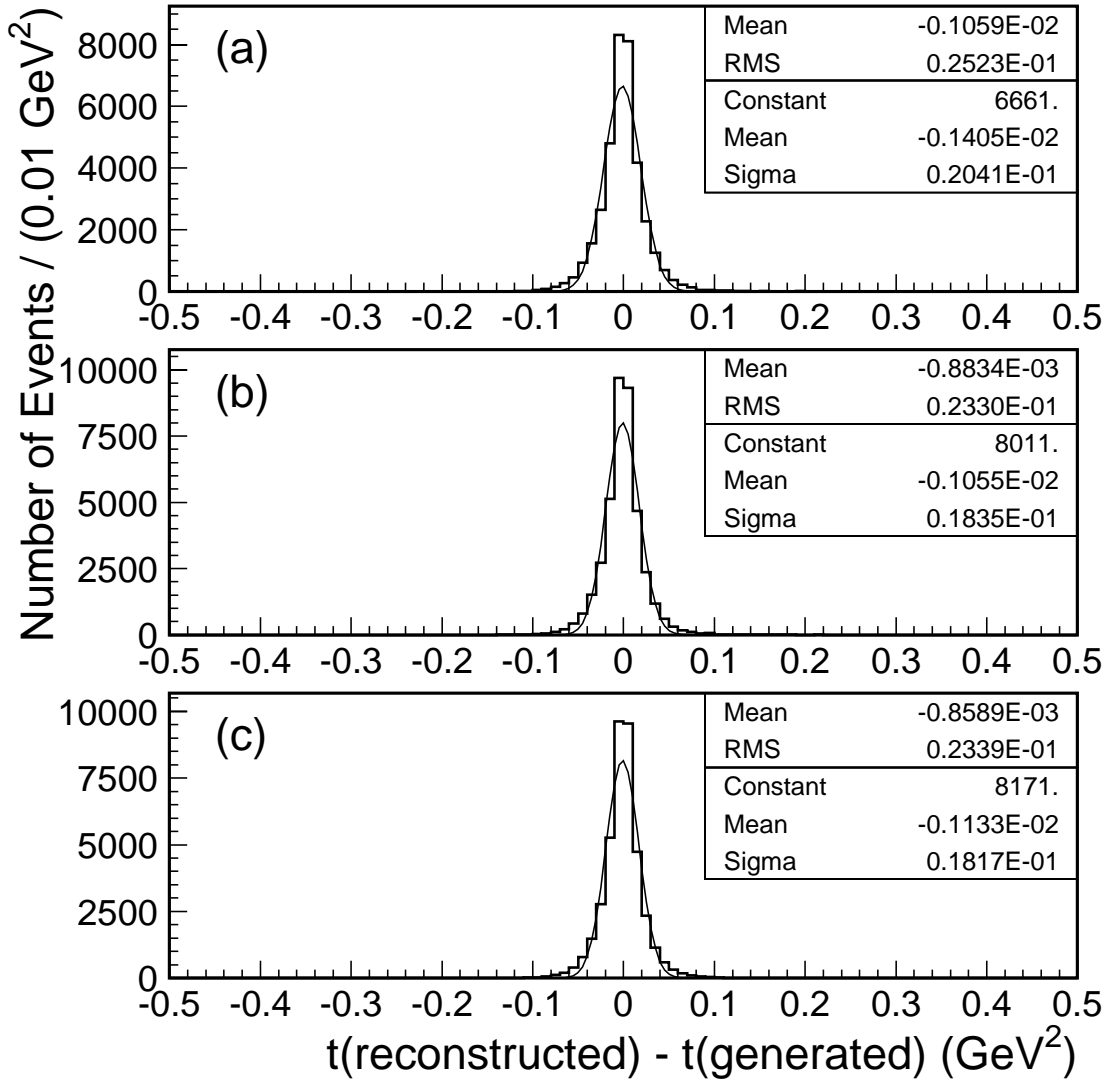 Number of Events / (0.01 GeV²)
(a)
Mean -0.1059E-02
RMS 0.2523E-01
Constant 6661.
Mean -0.1405E-02
Sigma 0.2041E-01
8000
6000
4000
2000
0
-0.5 -0.4 -0.3 -0.2 -0.1 0 0.1 0.2 0.3 0.4 0.5
(b)
Mean -0.8834E-03
RMS 0.2330E-01
Constant 8011.
Mean -0.1055E-02
Sigma 0.1835E-01
10000
7500
5000
2500
0
-0.5 -0.4 -0.3 -0.2 -0.1 0 0.1 0.2 0.3 0.4 0.5
(c)
Mean -0.8589E-03
RMS 0.2339E-01
Constant 8171.
Mean -0.1133E-02
Sigma 0.1817E-01
10000
7500
5000
2500
0
-0.5 -0.4 -0.3 -0.2 -0.1 0 0.1 0.2 0.3 0.4 0.5
t(reconstructed) - t(generated) (GeV²)